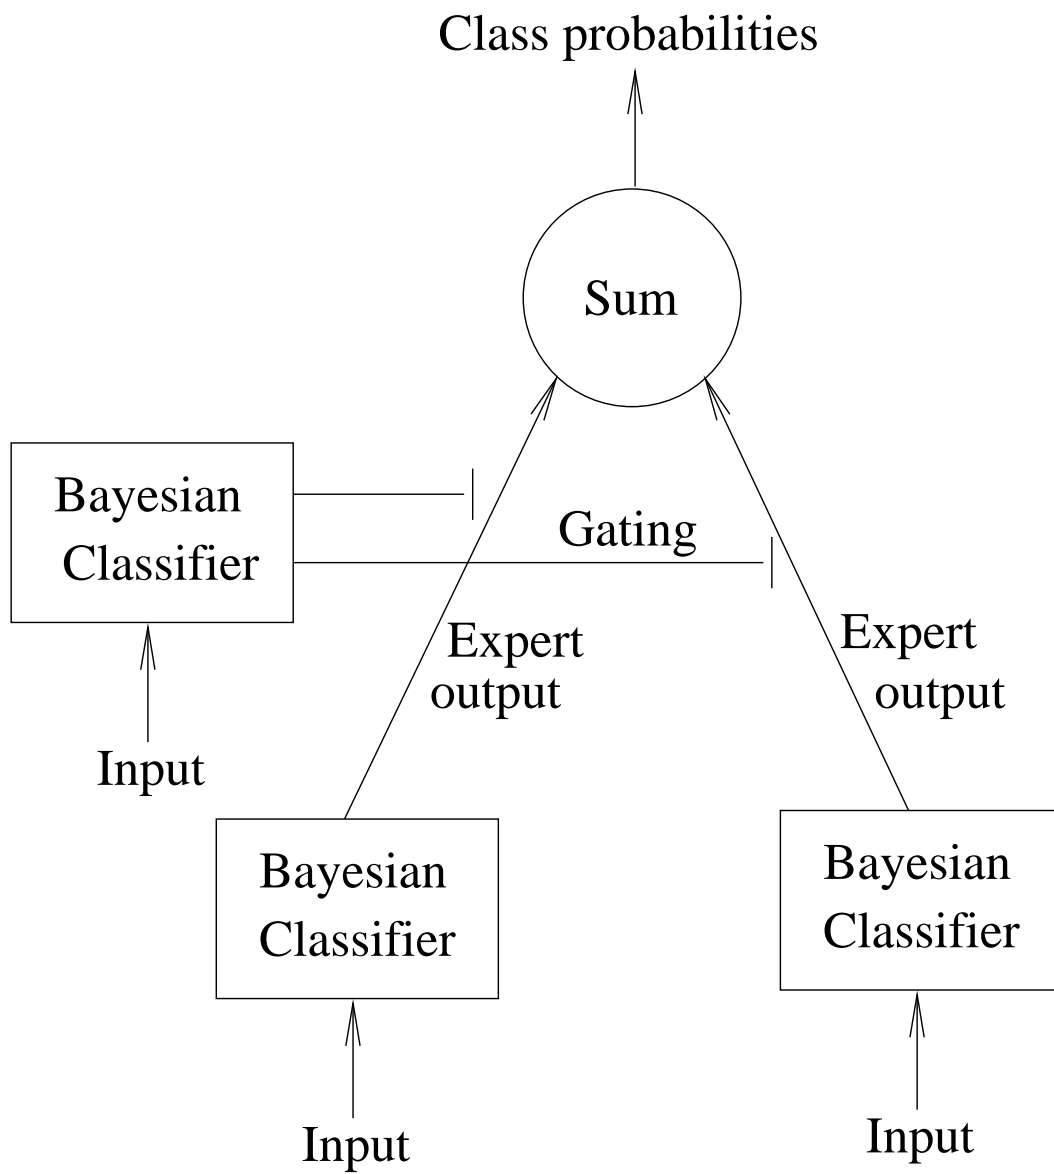 Class probabilities
Sum
Bayesian
Classifier
Gating
Expert
output
Expert
output
Input
Bayesian
Classifier
Bayesian
Classifier
Input
Input